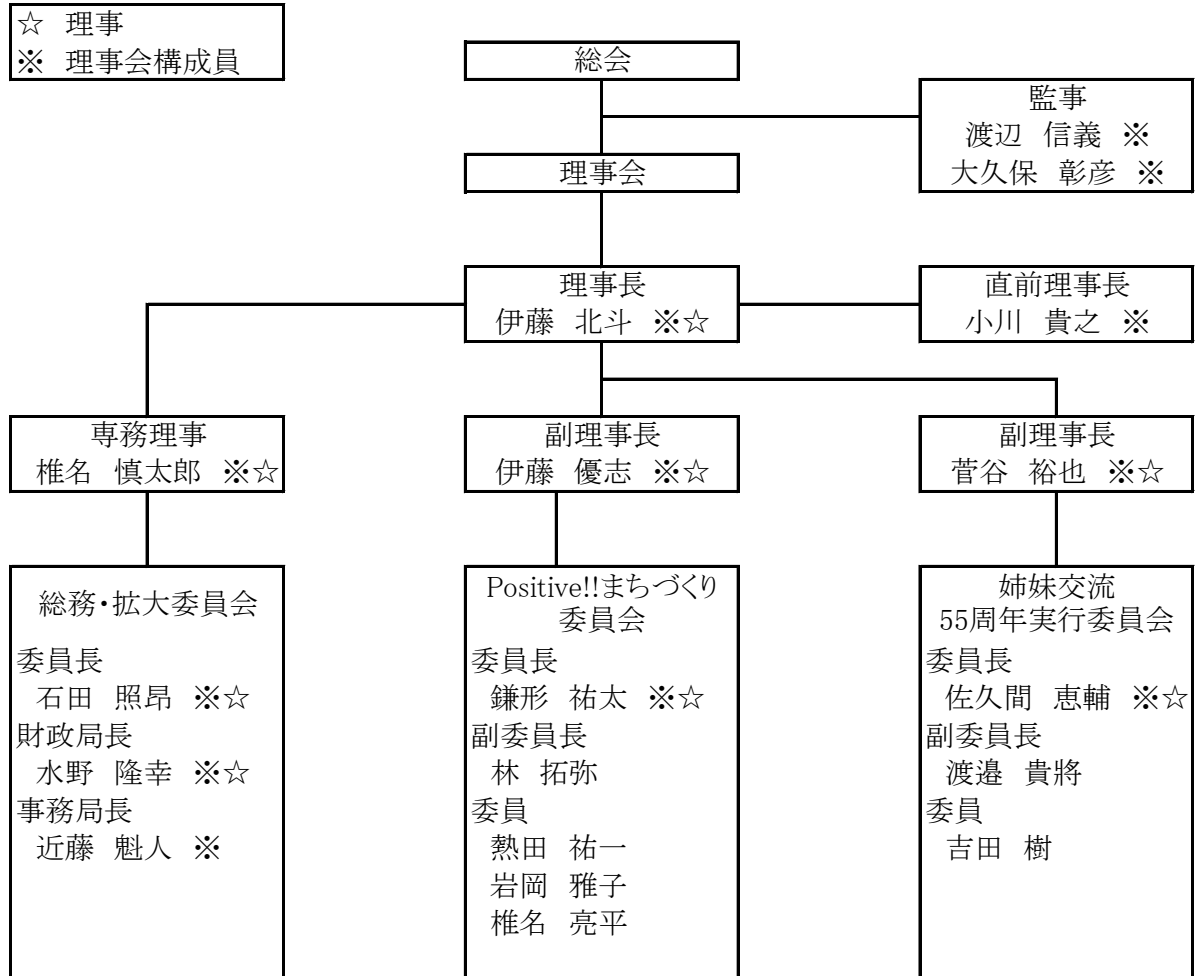 ☆ 理事
※ 理事会構成員
総会
監事
渡辺 信義 ※
大久保 彰彦 ※
理事会
理事長
伊藤 北斗 ※☆
直前理事長
小川 貴之 ※
専務理事
椎名 慎太郎 ※☆
副理事長
伊藤 優志 ※☆
副理事長
菅谷 裕也 ※☆
総務・拡大委員会
委員長
石田 照昂 ※☆
財政局長
水野 隆幸 ※☆
事務局長
近藤 魁人 ※
Positive!!まちづくり
委員会
委員長
鎌形 祐太 ※☆
副委員長
林 拓弥
委員
熱田 祐一
岩岡 雅子
椎名 亮平
姉妹交流
55周年実行委員会
委員長
佐久間 恵輔 ※☆
副委員長
渡邉 貴將
委員
吉田 樹